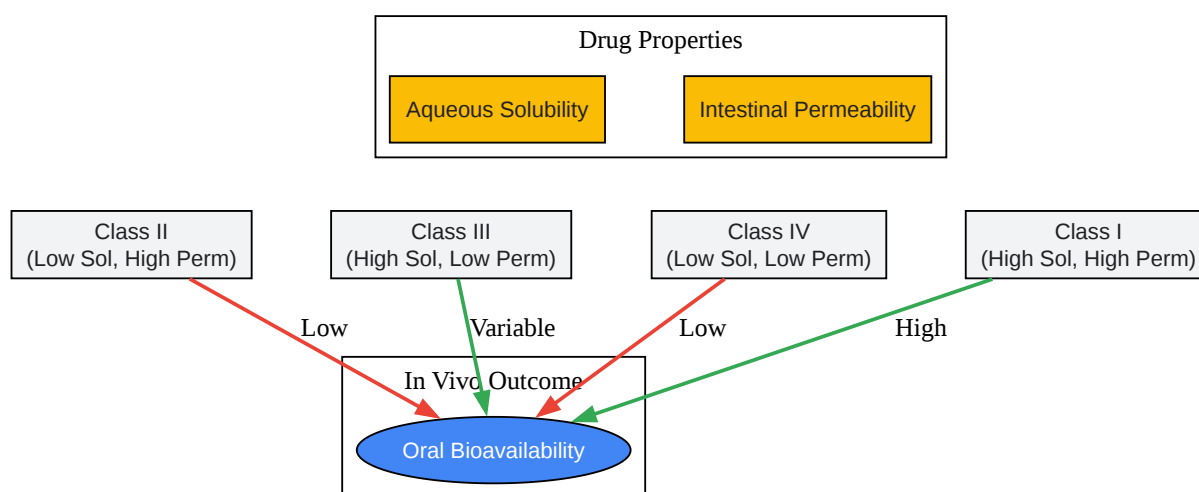 Drug Properties
Aqueous Solubility
Intestinal Permeability
Class II
(Low Sol, High Perm)
Class III
(High Sol, Low Perm)
Class IV
(Low Sol, Low Perm)
Class I
(High Sol, High Perm)
Low
Variable
Low
High
In Vivo Outcome
Oral Bioavailability